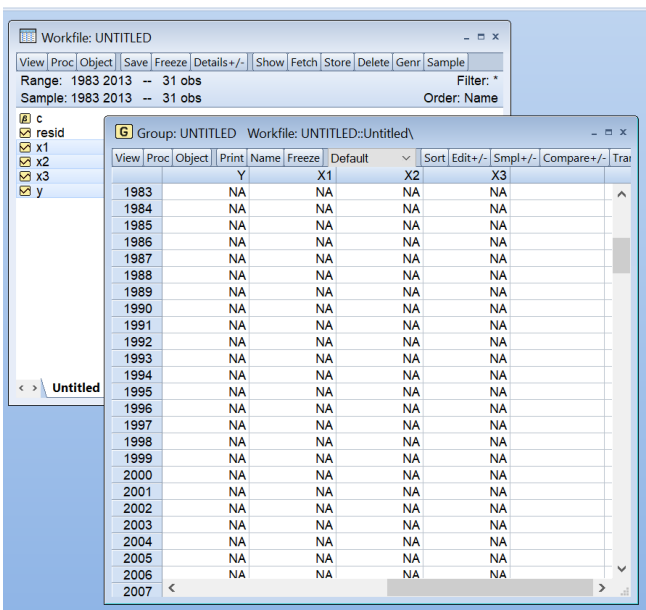 Workfile: UNTITLED
View Proc Object Save Freeze Details+/- Show Fetch Store Delete Genr Sample
Range: 1983 2013 -- 31 obs Filter: *
Sample: 1983 2013 -- 31 obs Order: Name
β c
resid
x1
x2
x3
y
Untitled
G Group: UNTITLED Workfile: UNTITLED::Untitled\
View Proc Object Print Name Freeze Default Sort Edit+/- Smpl+/- Compare+/- Trai
Y X1 X2 X3
1983 NA NA NA NA
1984 NA NA NA NA
1985 NA NA NA NA
1986 NA NA NA NA
1987 NA NA NA NA
1988 NA NA NA NA
1989 NA NA NA NA
1990 NA NA NA NA
1991 NA NA NA NA
1992 NA NA NA NA
1993 NA NA NA NA
1994 NA NA NA NA
1995 NA NA NA NA
1996 NA NA NA NA
1997 NA NA NA NA
1998 NA NA NA NA
1999 NA NA NA NA
2000 NA NA NA NA
2001 NA NA NA NA
2002 NA NA NA NA
2003 NA NA NA NA
2004 NA NA NA NA
2005 NA NA NA NA
2006 NA NA NA NA
2007